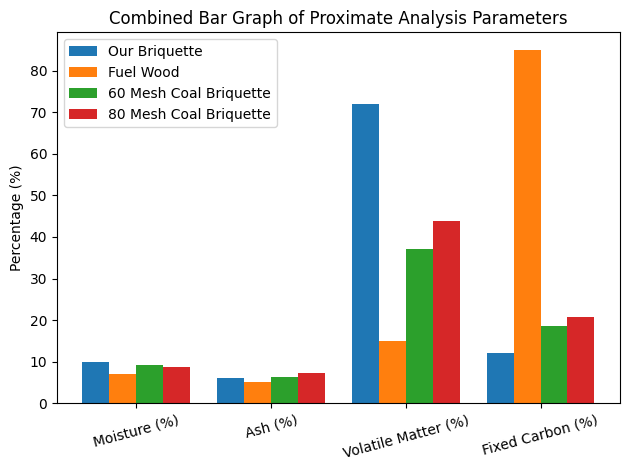 Combined Bar Graph of Proximate Analysis Parameters
Our Briquette
Fuel Wood
60 Mesh Coal Briquette
80 Mesh Coal Briquette
Percentage (%)
80
70
60
50
40
30
20
10
0
Moisture (%)
Ash (%)
Volatile Matter (%)
Fixed Carbon (%)